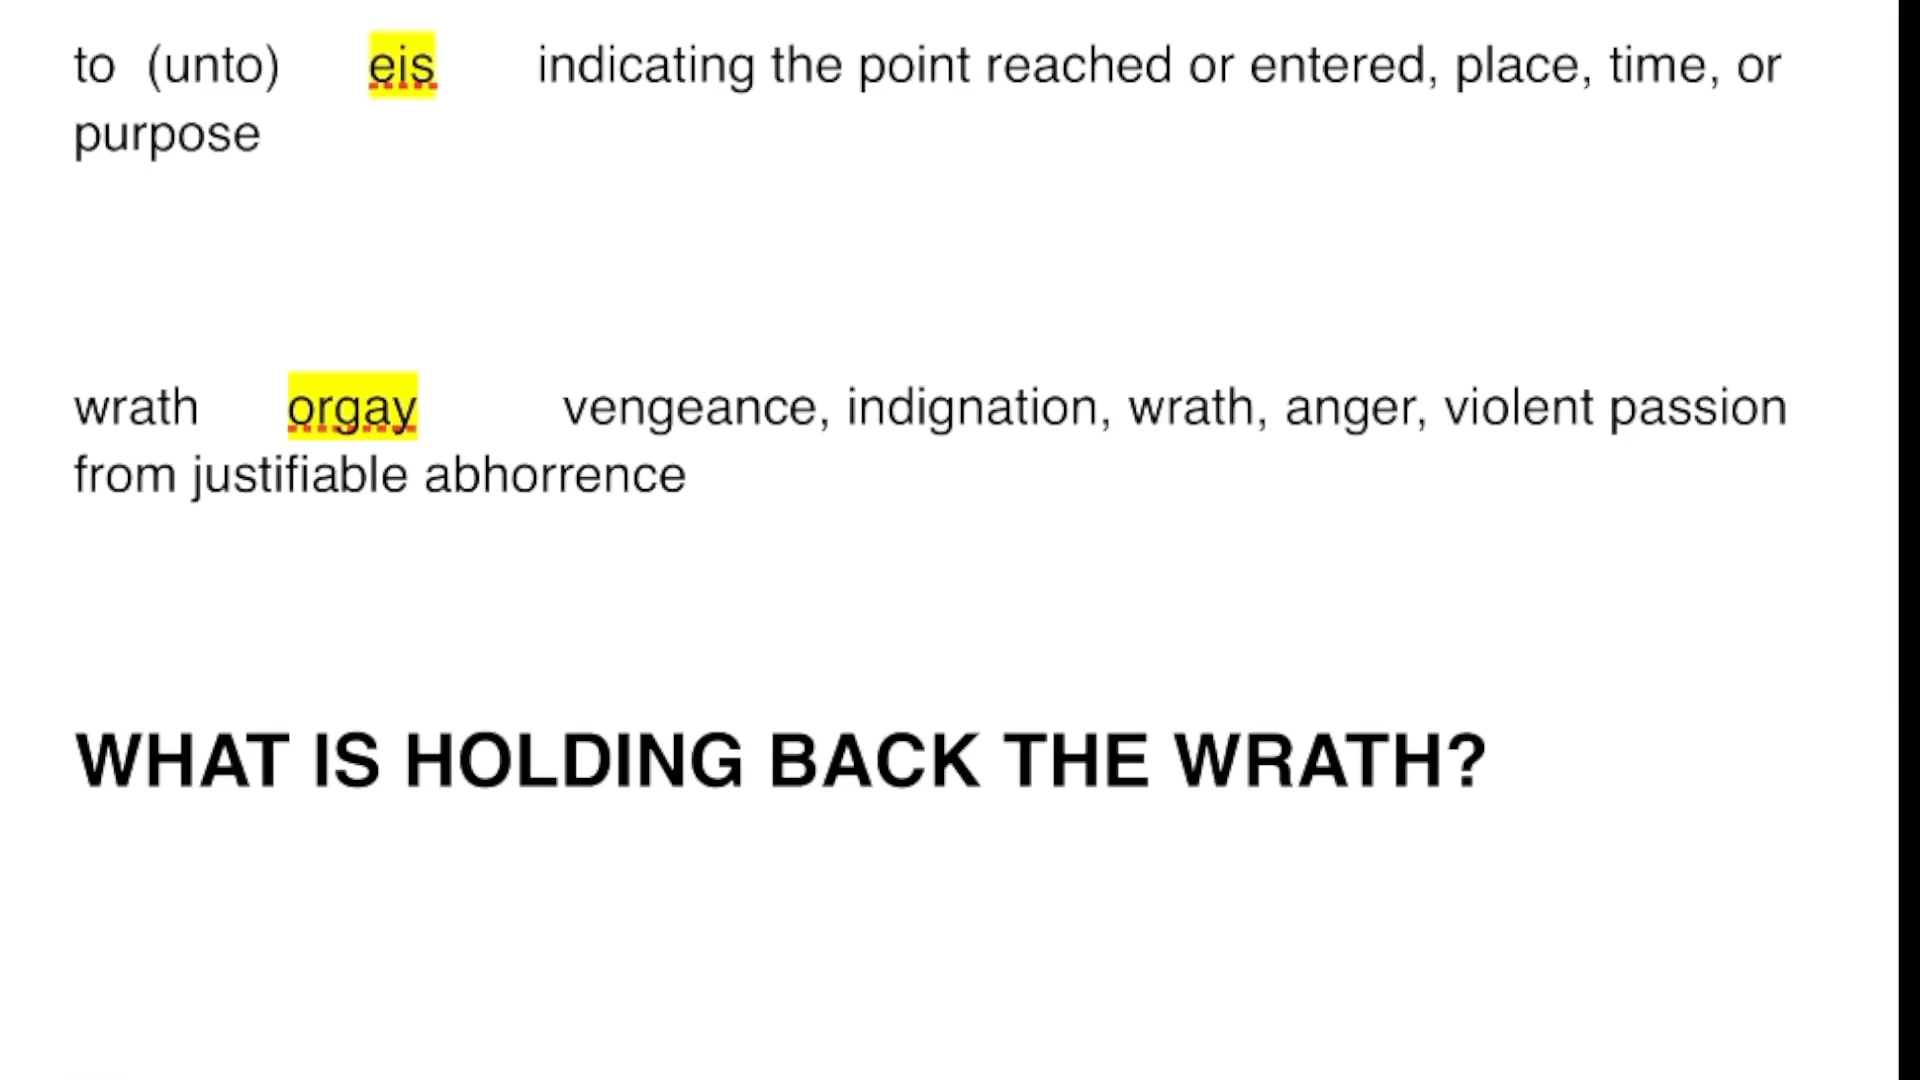 to (unto) eis indicating the point reached or entered, place, time, or
purpose
wrath orgay vengeance, indignation, wrath, anger, violent passion
from justifiable abhorrence
WHAT IS HOLDING BACK THE WRATH?